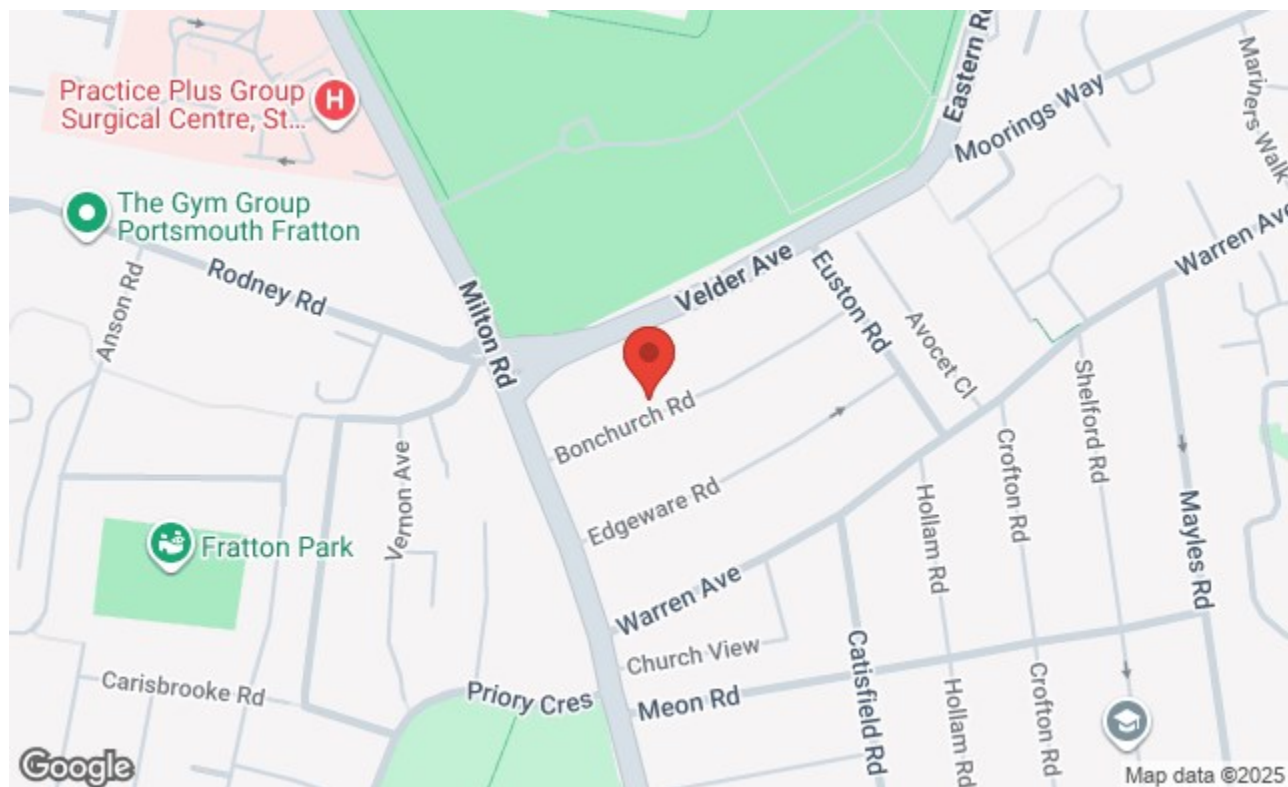 Practice Plus Group
Surgical Centre, St...
H
The Gym Group
Portsmouth Fratton
Rodney Rd
Anson Rd
Milton Rd
Velder Ave
Eastern Rd
Moorings Way
Mariners Walk
Warren Ave
Euston Rd
Avocet Cl
Bonchurch Rd
Edgeware Rd
Vernon Ave
Fratton Park
Shelford Rd
Crofton Rd
Hollam Rd
Mayles Rd
Warren Ave
Church View
Catisfield Rd
Carisbrooke Rd
Priory Cres
Meon Rd
Hollam Rd
Crofton Rd
Google
Map data ©2025